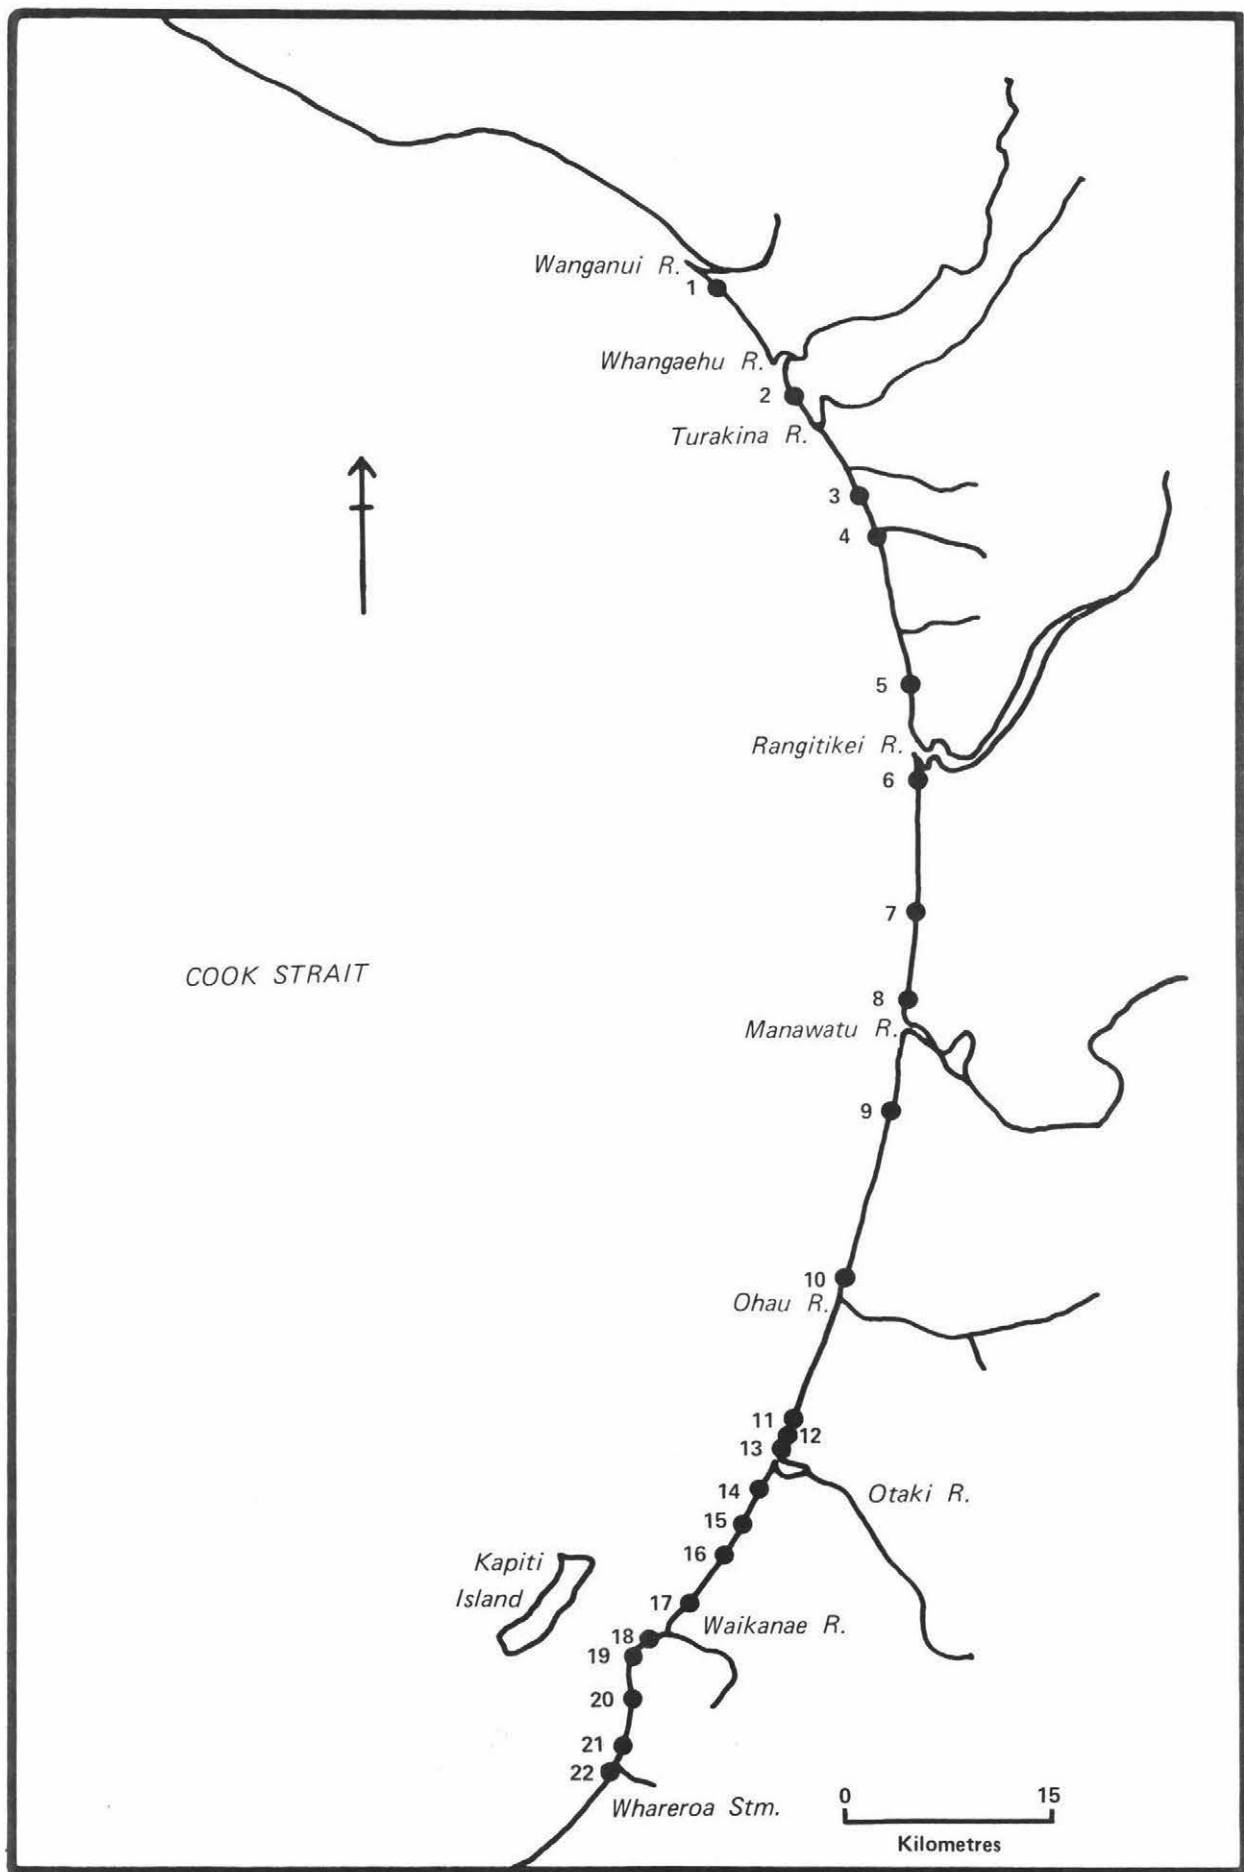 Wanganui R.
1
Whangaehu R.
2
Turakina R.
3
4
5
Rangitikei R.
6
7
COOK STRAIT
8
Manawatu R.
9
10
Ohau R.
11
12
13
14
Otaki R.
15
16
Kapiti
Island
17
Waikanae R.
18
19
20
21
22
Whareroa Stm.
0 15
Kilometres